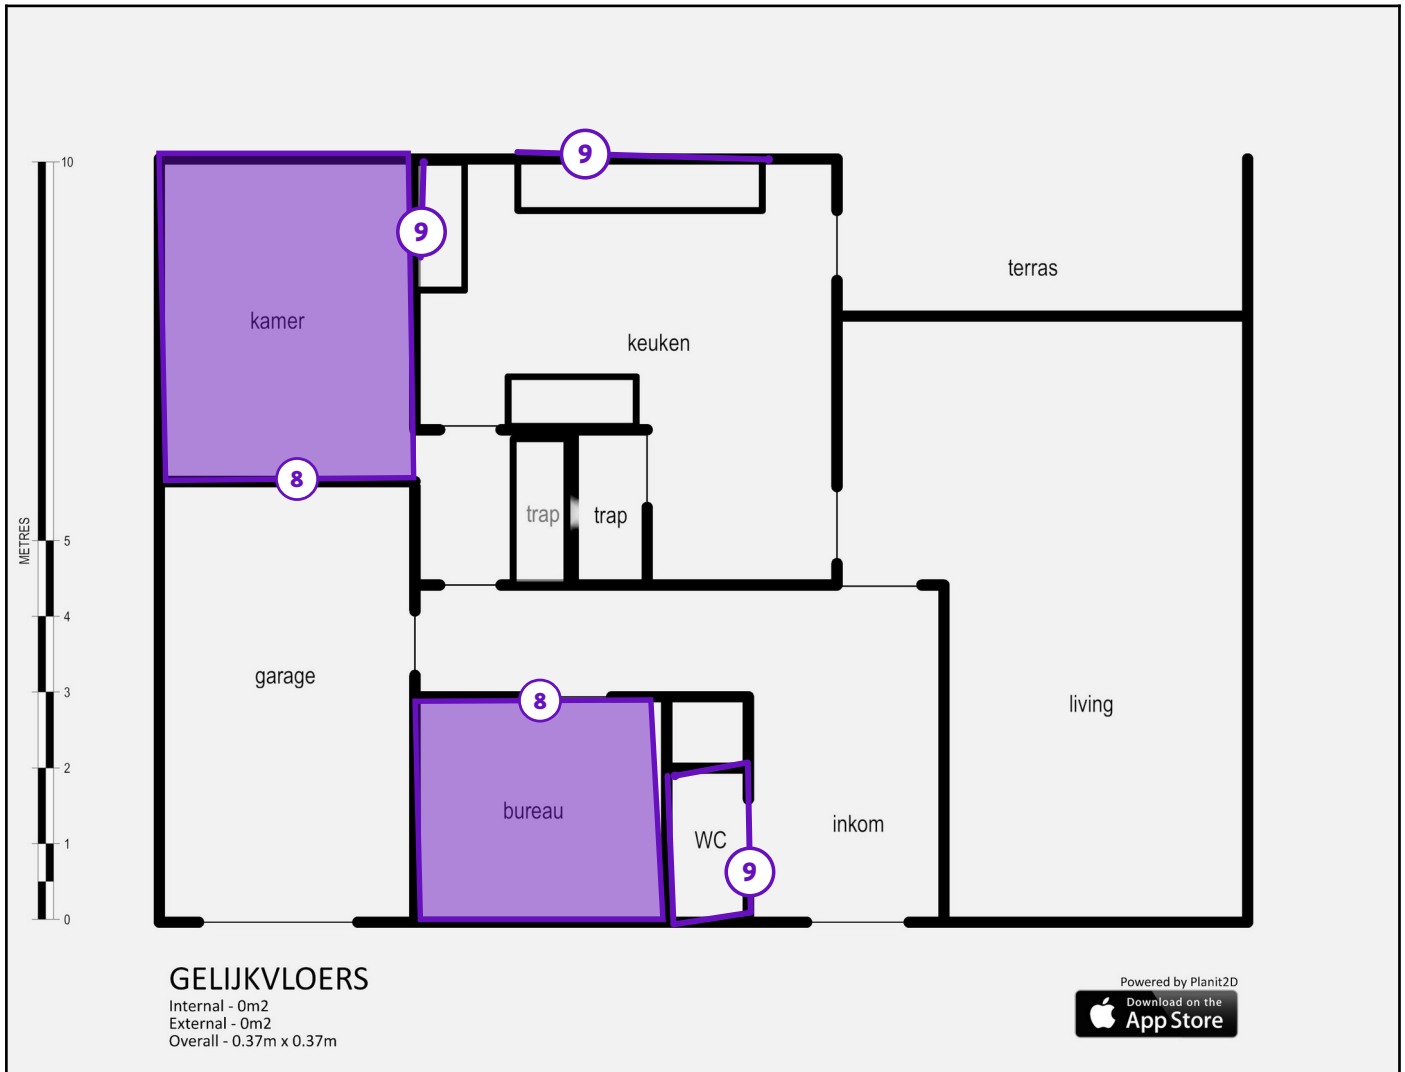 10
9
9
terras
kamer
keuken
8
METRES
trap
trap
5
4
garage
3
8
living
2
bureau
inkom
WC
1
9
0
GELIJKVLOERS
Internal - 0m2
External - 0m2
Overall - 0.37m x 0.37m
Powered by Planit2D
Download on the
App Store